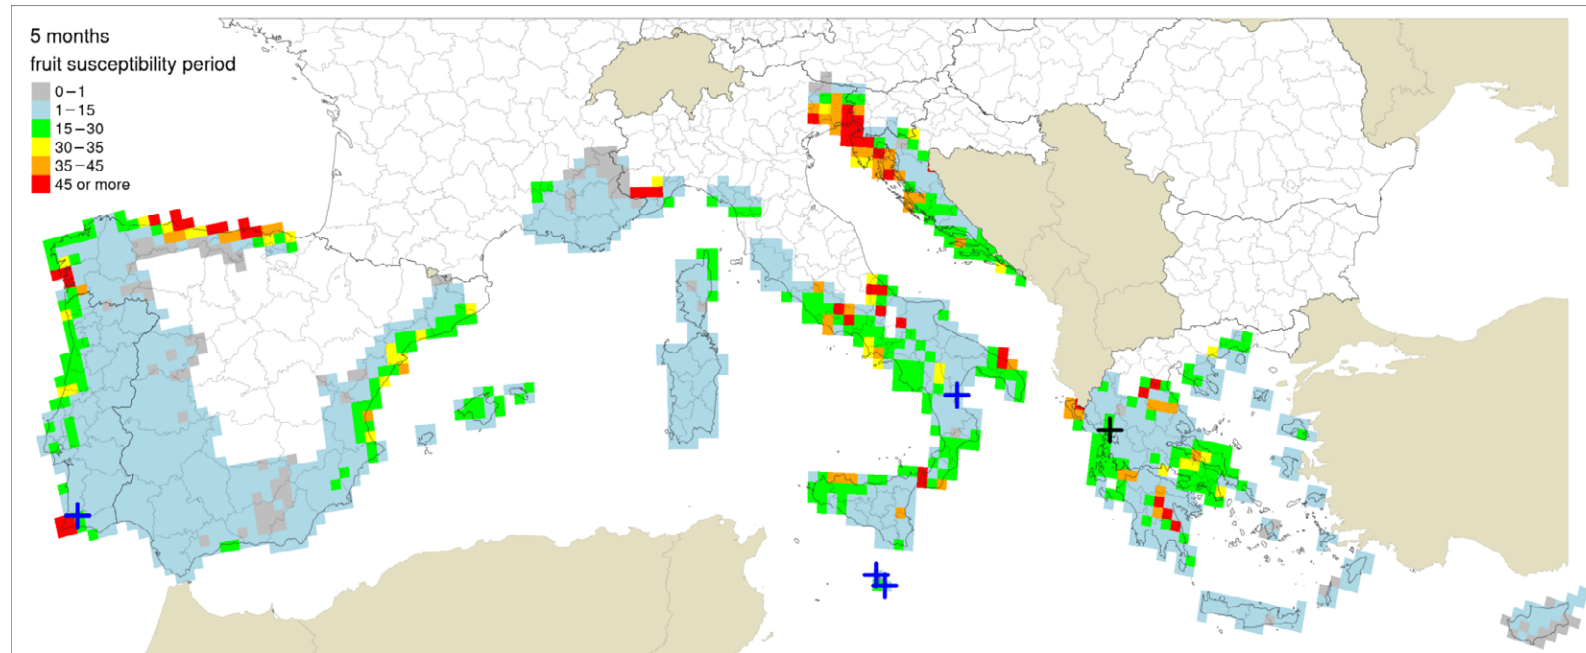 5 months
fruit susceptibility period
0−1
1−15
15−30
30−35
35−45
45 or more